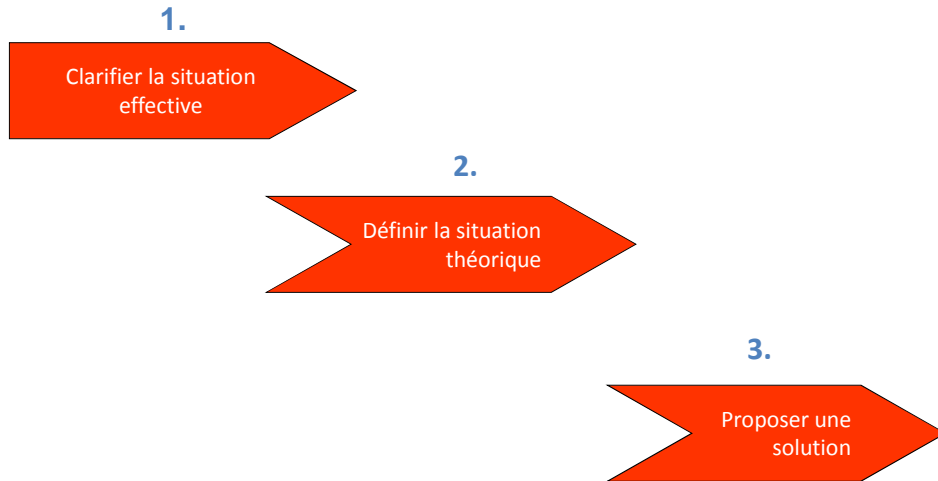 1.
Clarifier la situation
effective
2.
Définir la situation
théorique
3.
Proposer une
solution